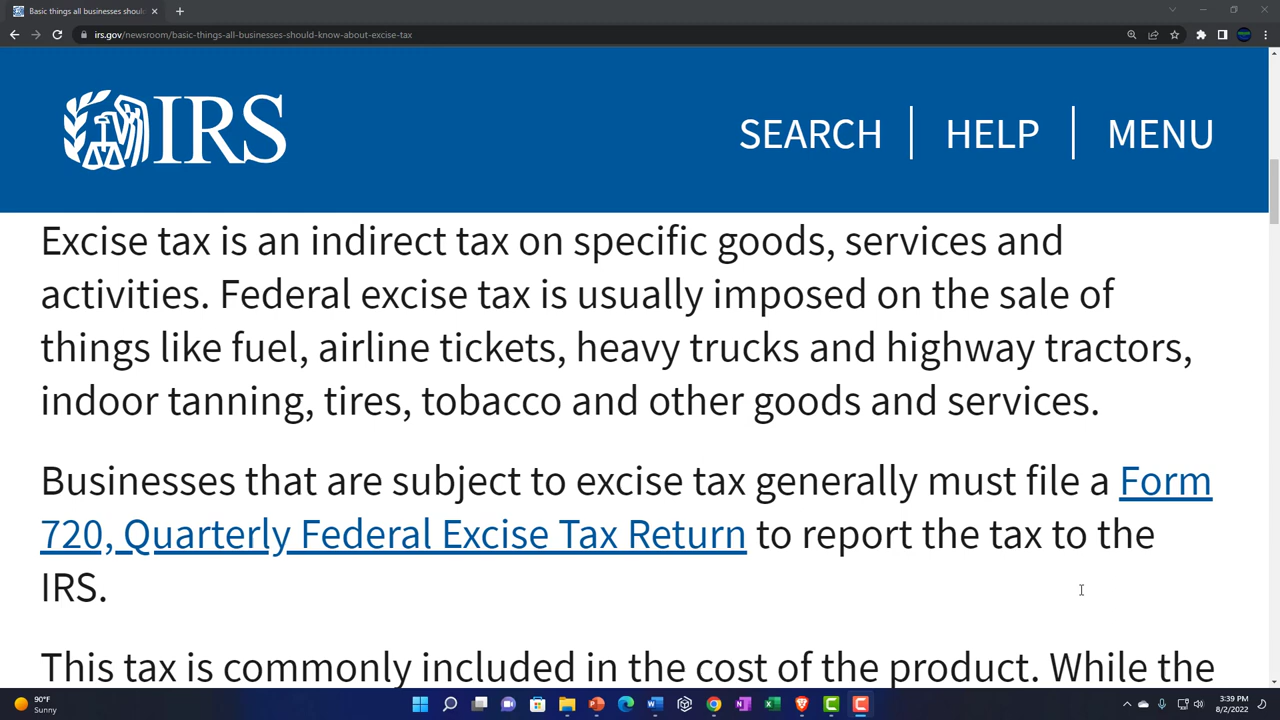 Basic things all businesses shoul
irs.gov/newsroom/basic-things-all-businesses-should-know-about-excise-tax
IRS
SEARCH
HELP
MENU
Excise tax is an indirect tax on specific goods, services and
activities. Federal excise tax is usually imposed on the sale of
things like fuel, airline tickets, heavy trucks and highway tractors,
indoor tanning, tires, tobacco and other goods and services.
Businesses that are subject to excise tax generally must file a Form
720, Quarterly Federal Excise Tax Return to report the tax to the
IRS.
This tax is commonly included in the cost of the product. While the
90°F
Sunny
3:39 PM
8/2/2022